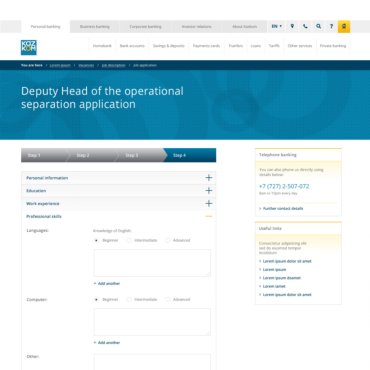 Personal banking Business banking Corporate banking Investor relations About Kazkom EN
KAZ
KOM
Homebank Bank accounts Savings & deposits Payments cards Transfers Loans Tariffs Other services Private banking
You are here > Lorem ipsum > Vacancies > Job description > Job application
Deputy Head of the operational
separation application
Step 1 Step 2 Step 3 Step 4
Personal information
Education
Work experience
Professional skills
Languages: Knowledge of English:
Beginner Intermediate Advanced
+ Add another
Computer: Beginner Intermediate Advanced
+ Add another
Other:
Telephone banking
You can also phone us directly using
details below:
+7 (727) 2-507-072
8am to 11pm every day.
> Further contact details
Useful links
Consectetur adipisicing elit
sed do eiusmod tempor
incididunt
> Lorem ipsum dolor sit amet
> Lorem ipsum
> Lorem ipsum doamet
> Lorem iamet
> Lorem ipsum dolor sit amet